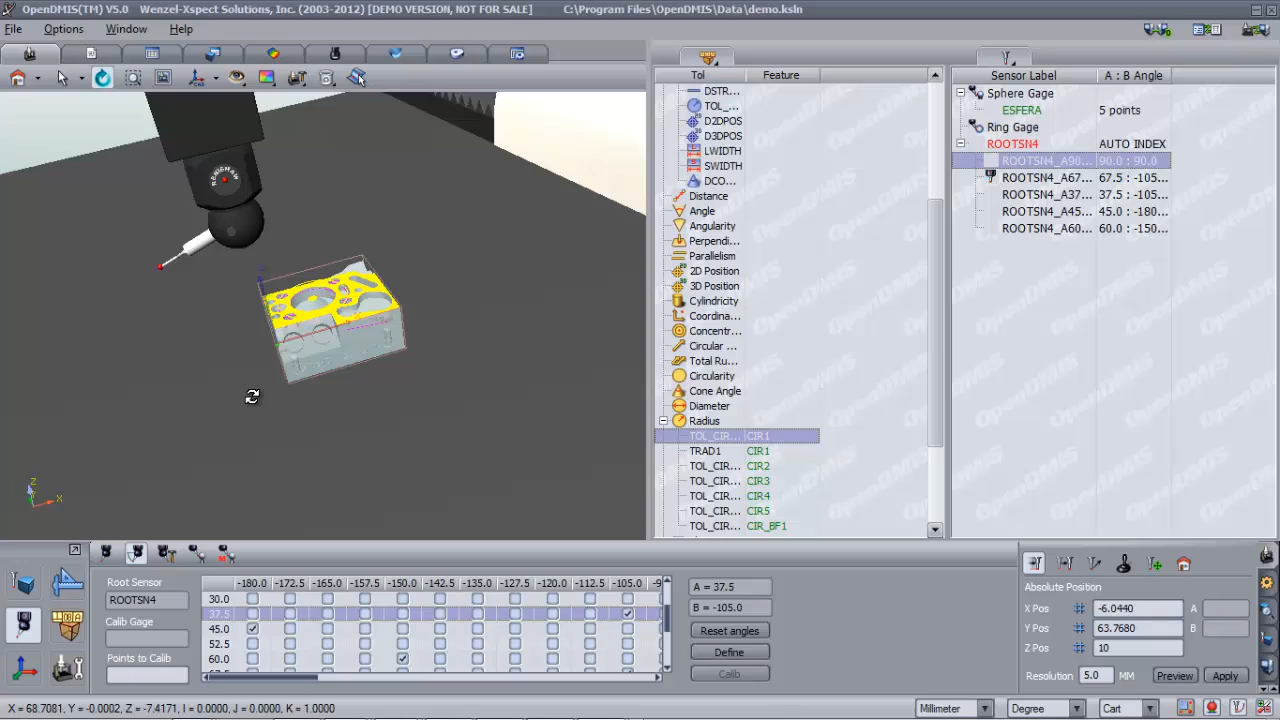 OpenDMIS(TM) V5.0 Wenzel-Xspect Solutions, Inc. (2003-2012) [DEMO VERSION, NOT FOR SALE] C:\Program Files\OpenDMIS\Data\demo.ksln
File Options Window Help
Tol Feature
DSTR...
TOL_...
D2DPOS
D3DPOS
LWIDTH
SWIDTH
DCO...
Distance
Angle
Angularity
Perpendi...
Parallelism
2D Position
3D Position
Cylindricity
Coordina...
Concentr...
Circular ...
Total Ru...
Circularity
Cone Angle
Diameter
Radius
TOL_CIR... CIR1
TRAD1 CIR1
TOL_CIR... CIR2
TOL_CIR... CIR3
TOL_CIR... CIR4
TOL_CIR... CIR5
TOL_CIR... CIR_BF1
Sensor Label A : B Angle
Sphere Gage
ESFERA 5 points
Ring Gage
ROOTSN4 AUTO INDEX
ROOTSN4_A90... 90.0 : 90.0
ROOTSN4_A67... 67.5 : -105...
ROOTSN4_A37... 37.5 : -105...
ROOTSN4_A45... 45.0 : -180...
ROOTSN4_A60... 60.0 : -150...
OpenDMIS
RENISHAW
Z
X
Root Sensor
ROOTSN4
Calib Gage
Points to Calib
-180.0 -172.5 -165.0 -157.5 -150.0 -142.5 -135.0 -127.5 -120.0 -112.5 -105.0 -9
30.0
37.5
45.0
52.5
60.0
A = 37.5
B = -105.0
Reset angles
Define
Calib
Absolute Position
X Pos -6.0440 A
Y Pos 63.7680 B
Z Pos 10
Resolution 5.0 MM Preview Apply
X = 68.7081, Y = -0.0002, Z = -7.4171, I = 0.0000, J = 0.0000, K = 1.0000
Millimeter Degree Cart